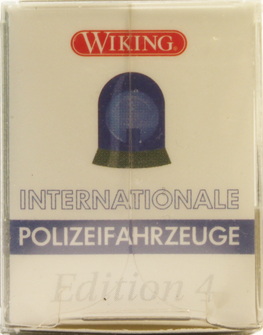 WIKING
INTERNATIONALE
POLIZEIFAHRZEUGE
Edition 4